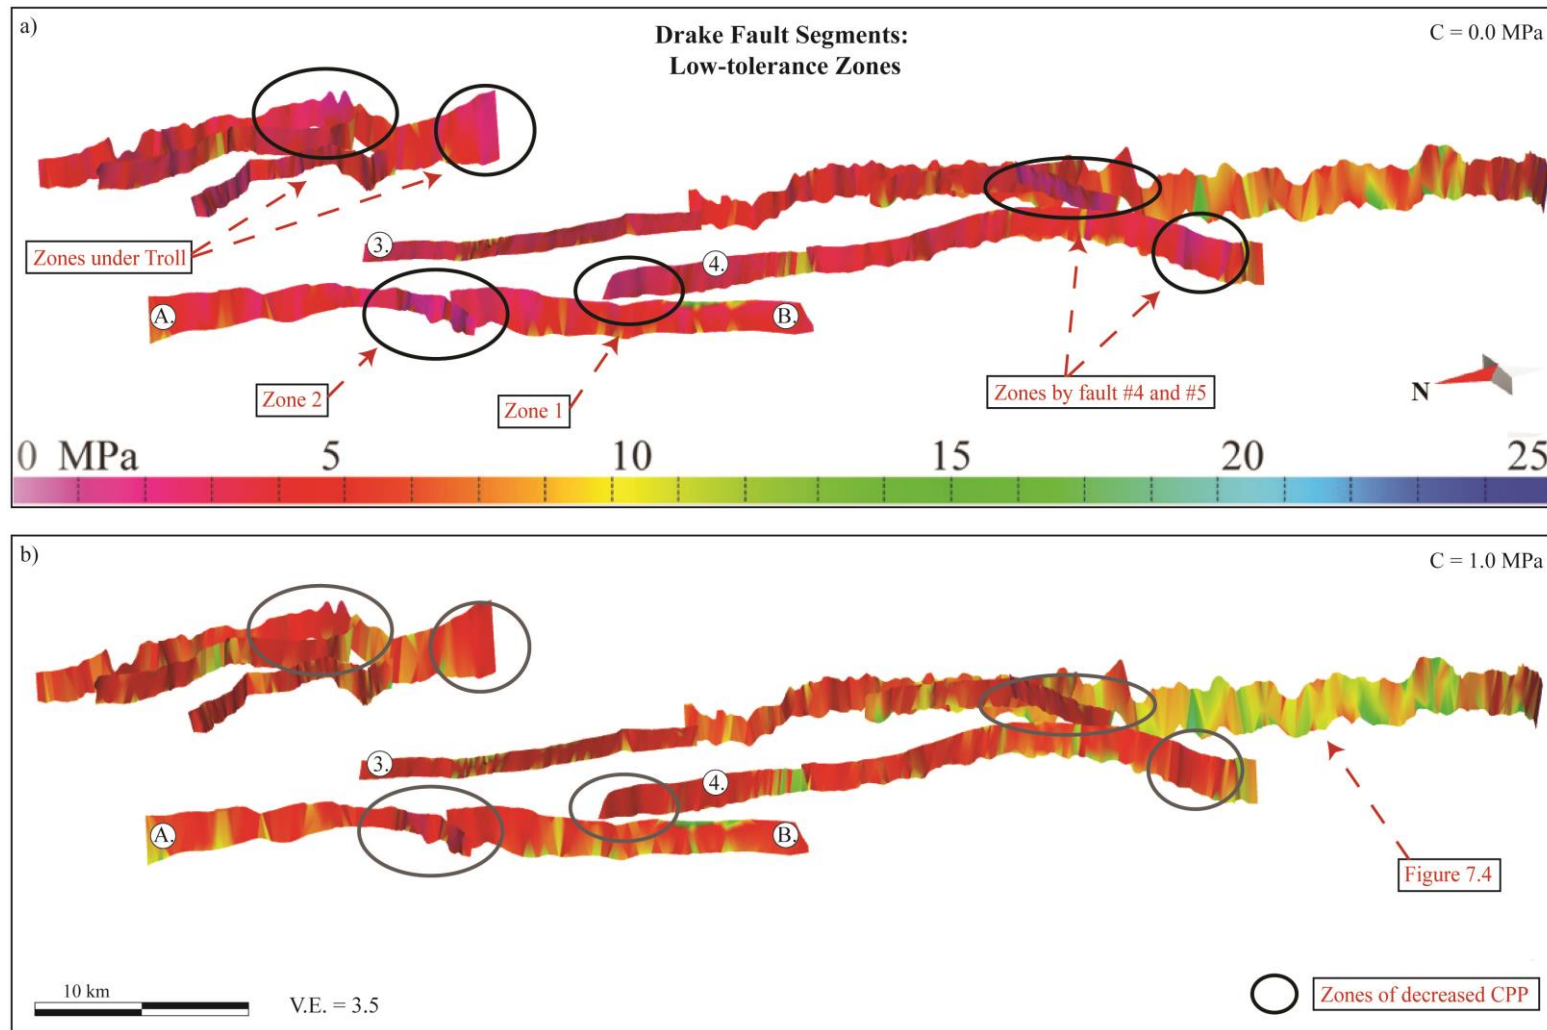 a)
Drake Fault Segments:
Low-tolerance Zones
C = 0.0 MPa
Zones under Troll
3.
4.
A.
B.
Zone 2
Zone 1
Zones by fault #4 and #5
N
0 MPa 5 10 15 20 25
b)
C = 1.0 MPa
3.
4.
A.
B.
Figure 7.4
10 km
V.E. = 3.5
Zones of decreased CPP